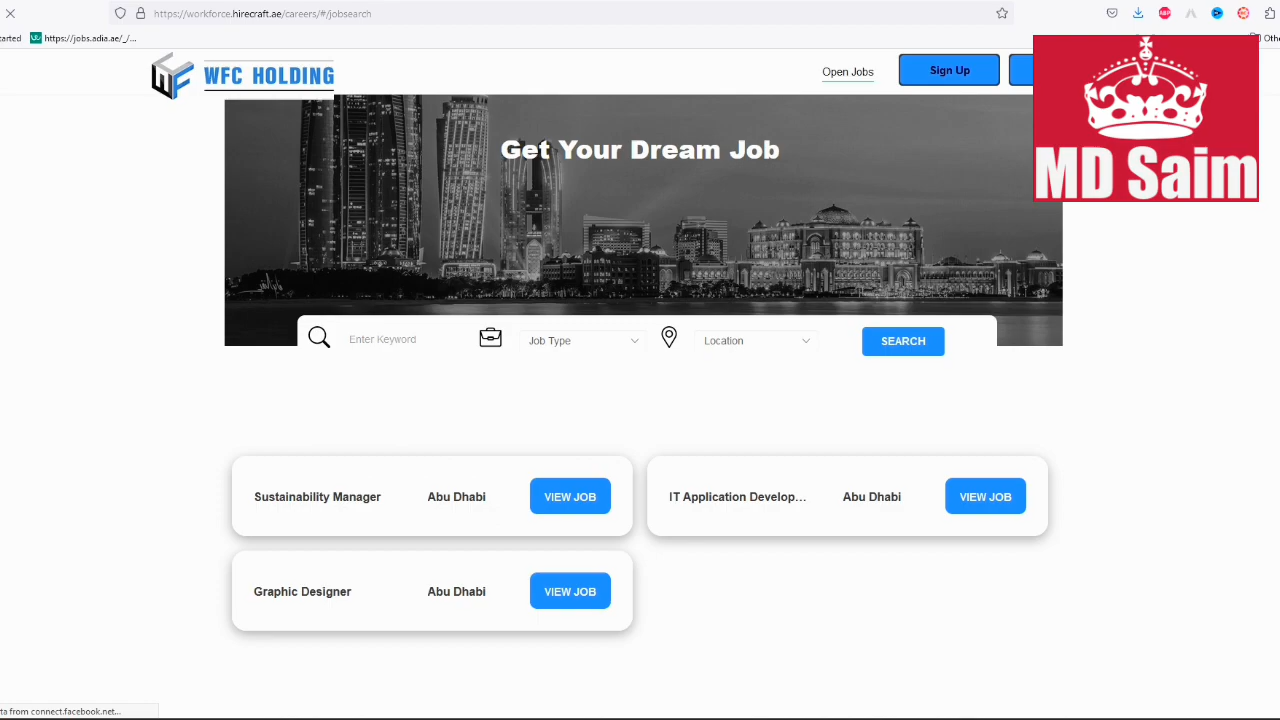 https://workforce.hirecraft.ae/careers/#/jobsearch
tarted https://jobs.adia.ae/_/... Othe
WFC HOLDING
Open Jobs
Sign Up
MD Saim
Get Your Dream Job
Enter Keyword
Job Type
Location
SEARCH
Sustainability Manager Abu Dhabi VIEW JOB
IT Application Develop... Abu Dhabi VIEW JOB
Graphic Designer Abu Dhabi VIEW JOB
ta from connect.facebook.net...